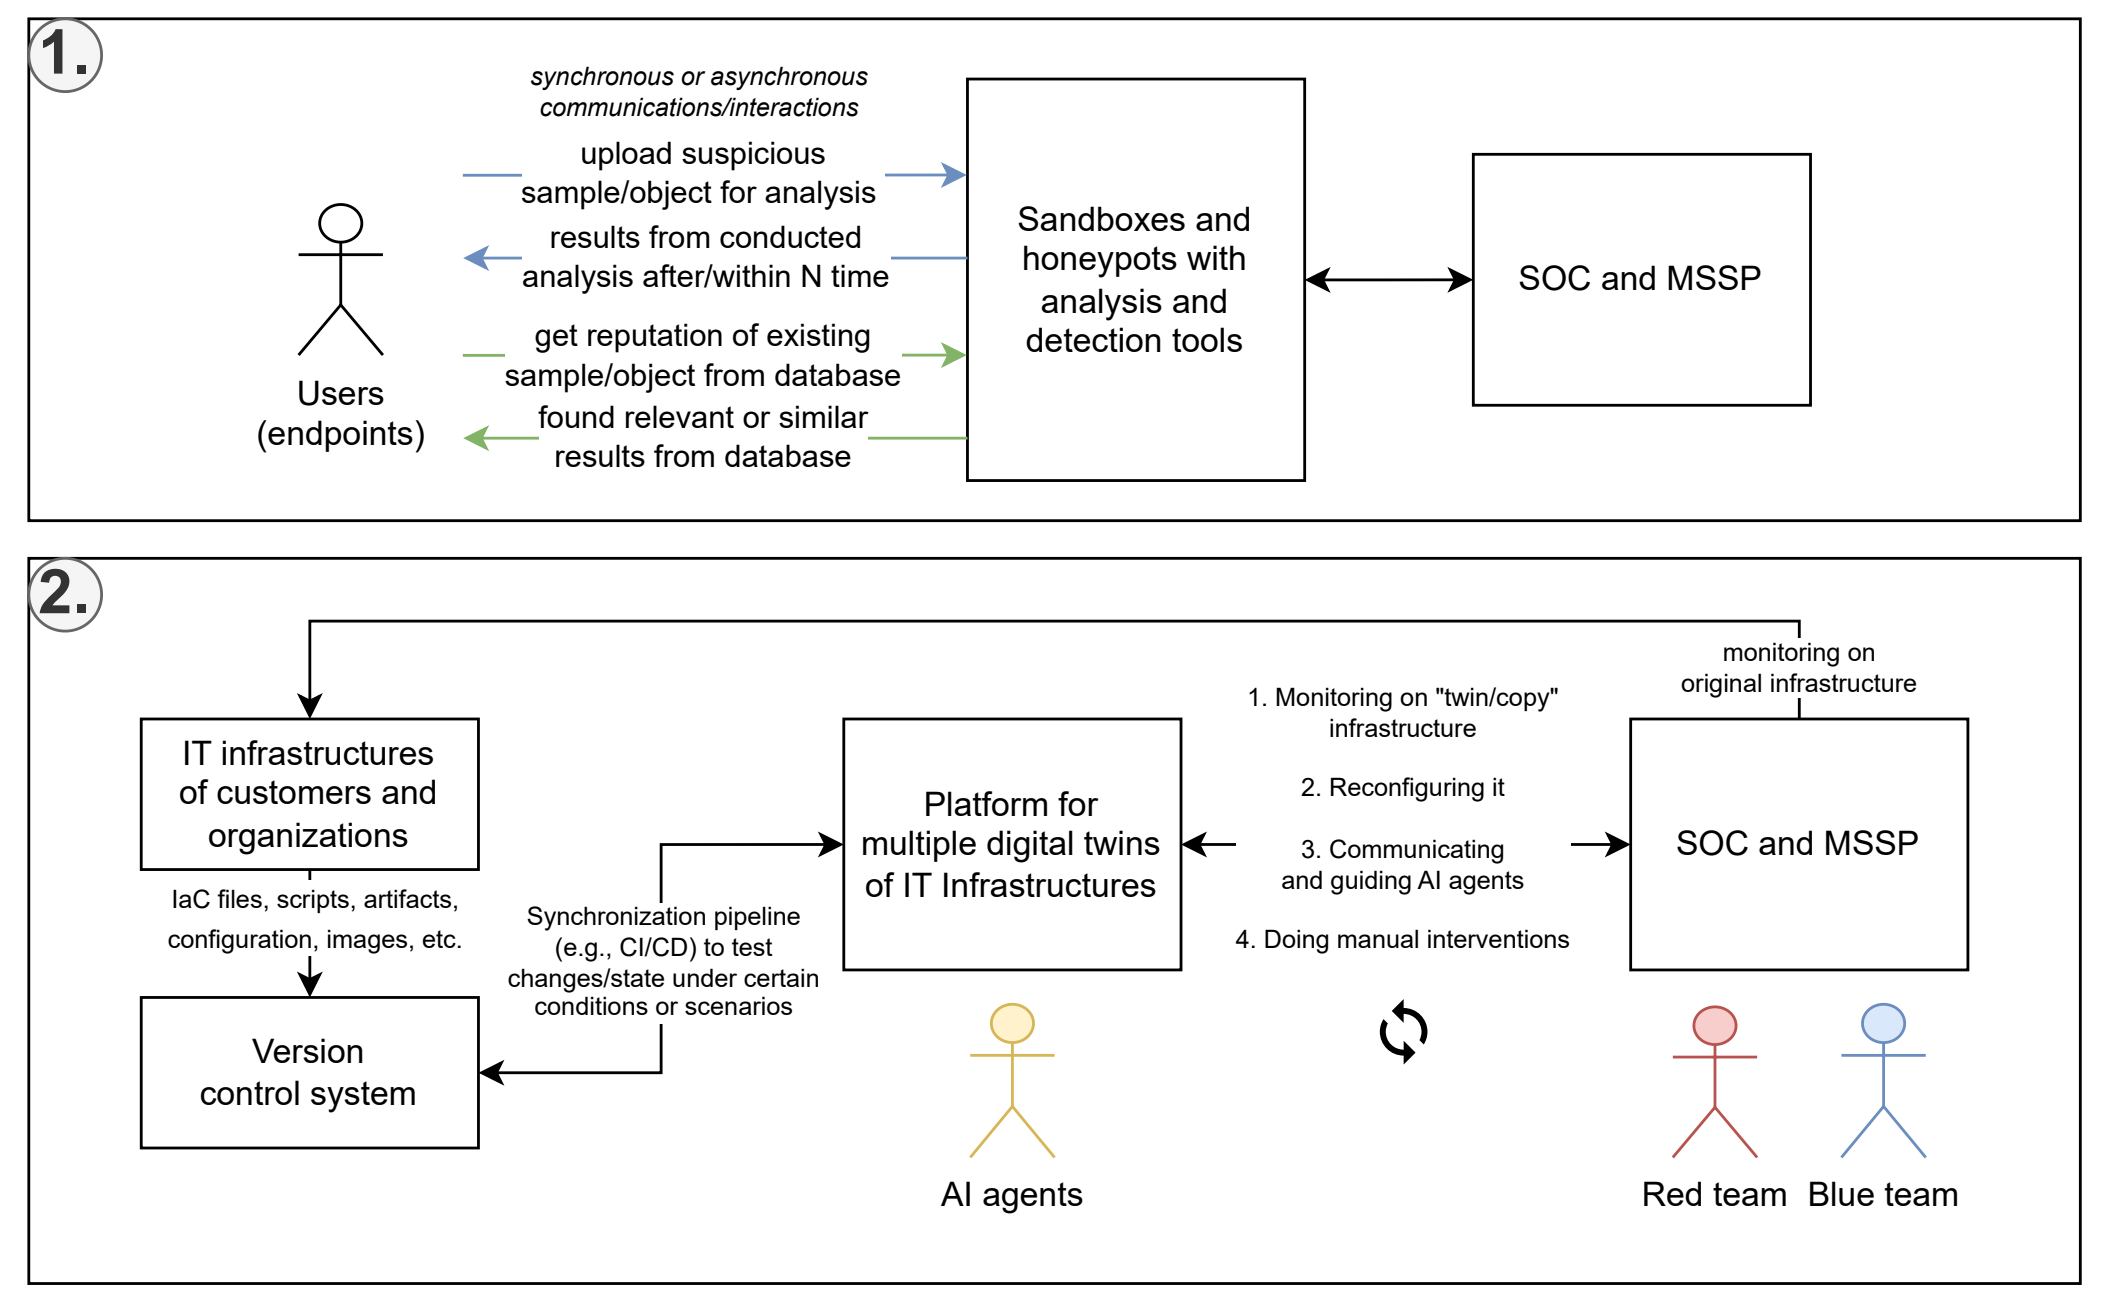 1.
synchronous or asynchronous
communications/interactions
upload suspicious
sample/object for analysis
results from conducted
analysis after/within N time
get reputation of existing
sample/object from database
found relevant or similar
results from database
Users
(endpoints)
Sandboxes and
honeypots with
analysis and
detection tools
SOC and MSSP
2.
monitoring on
original infrastructure
IT infrastructures
of customers and
organizations
IaC files, scripts, artifacts,
configuration, images, etc.
Version
control system
Synchronization pipeline
(e.g., CI/CD) to test
changes/state under certain
conditions or scenarios
Platform for
multiple digital twins
of IT Infrastructures
AI agents
1. Monitoring on "twin/copy"
infrastructure
2. Reconfiguring it
3. Communicating
and guiding AI agents
4. Doing manual interventions
SOC and MSSP
Red team
Blue team